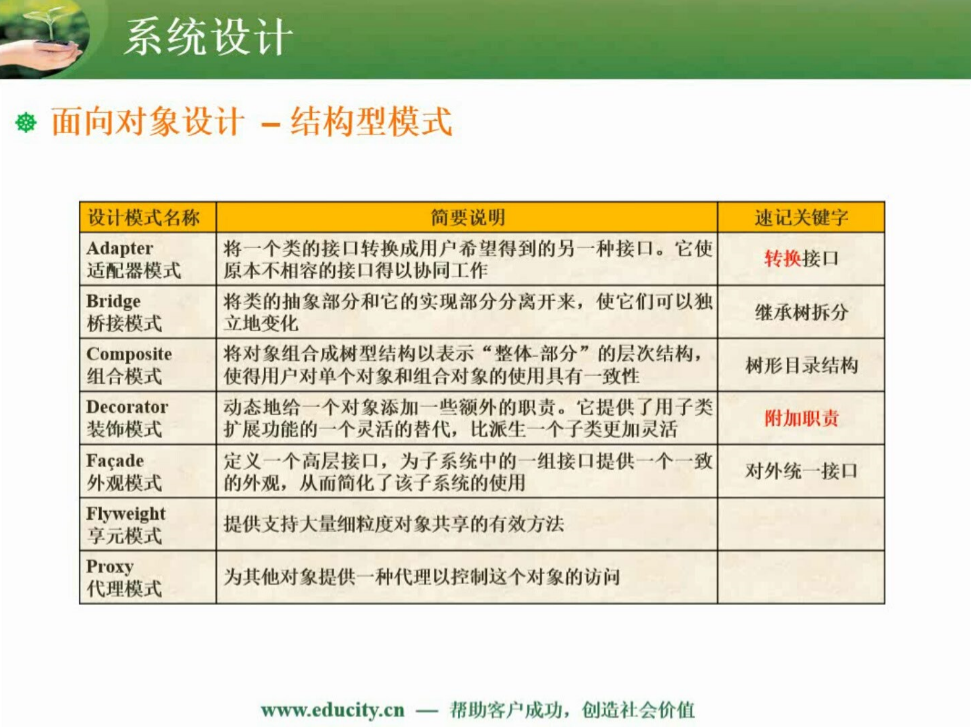 系统设计
面向对象设计 – 结构型模式
设计模式名称 简要说明 速记关键字
Adapter
适配器模式
将一个类的接口转换成用户希望得到的另一种接口。它使
原本不相容的接口得以协同工作
转换接口
Bridge
桥接模式
将类的抽象部分和它的实现部分分离开来，使它们可以独
立地变化
继承树拆分
Composite
组合模式
将对象组合成树型结构以表示“整体-部分”的层次结构，
使得用户对单个对象和组合对象的使用具有一致性
树形目录结构
Decorator
装饰模式
动态地给一个对象添加一些额外的职责。它提供了用子类
扩展功能的一个灵活的替代，比派生一个子类更加灵活
附加职责
Façade
外观模式
定义一个高层接口，为子系统中的一组接口提供一个一致
的外观，从而简化了该子系统的使用
对外统一接口
Flyweight
享元模式
提供支持大量细粒度对象共享的有效方法
Proxy
代理模式
为其他对象提供一种代理以控制这个对象的访问
www.educity.cn — 帮助客户成功，创造社会价值